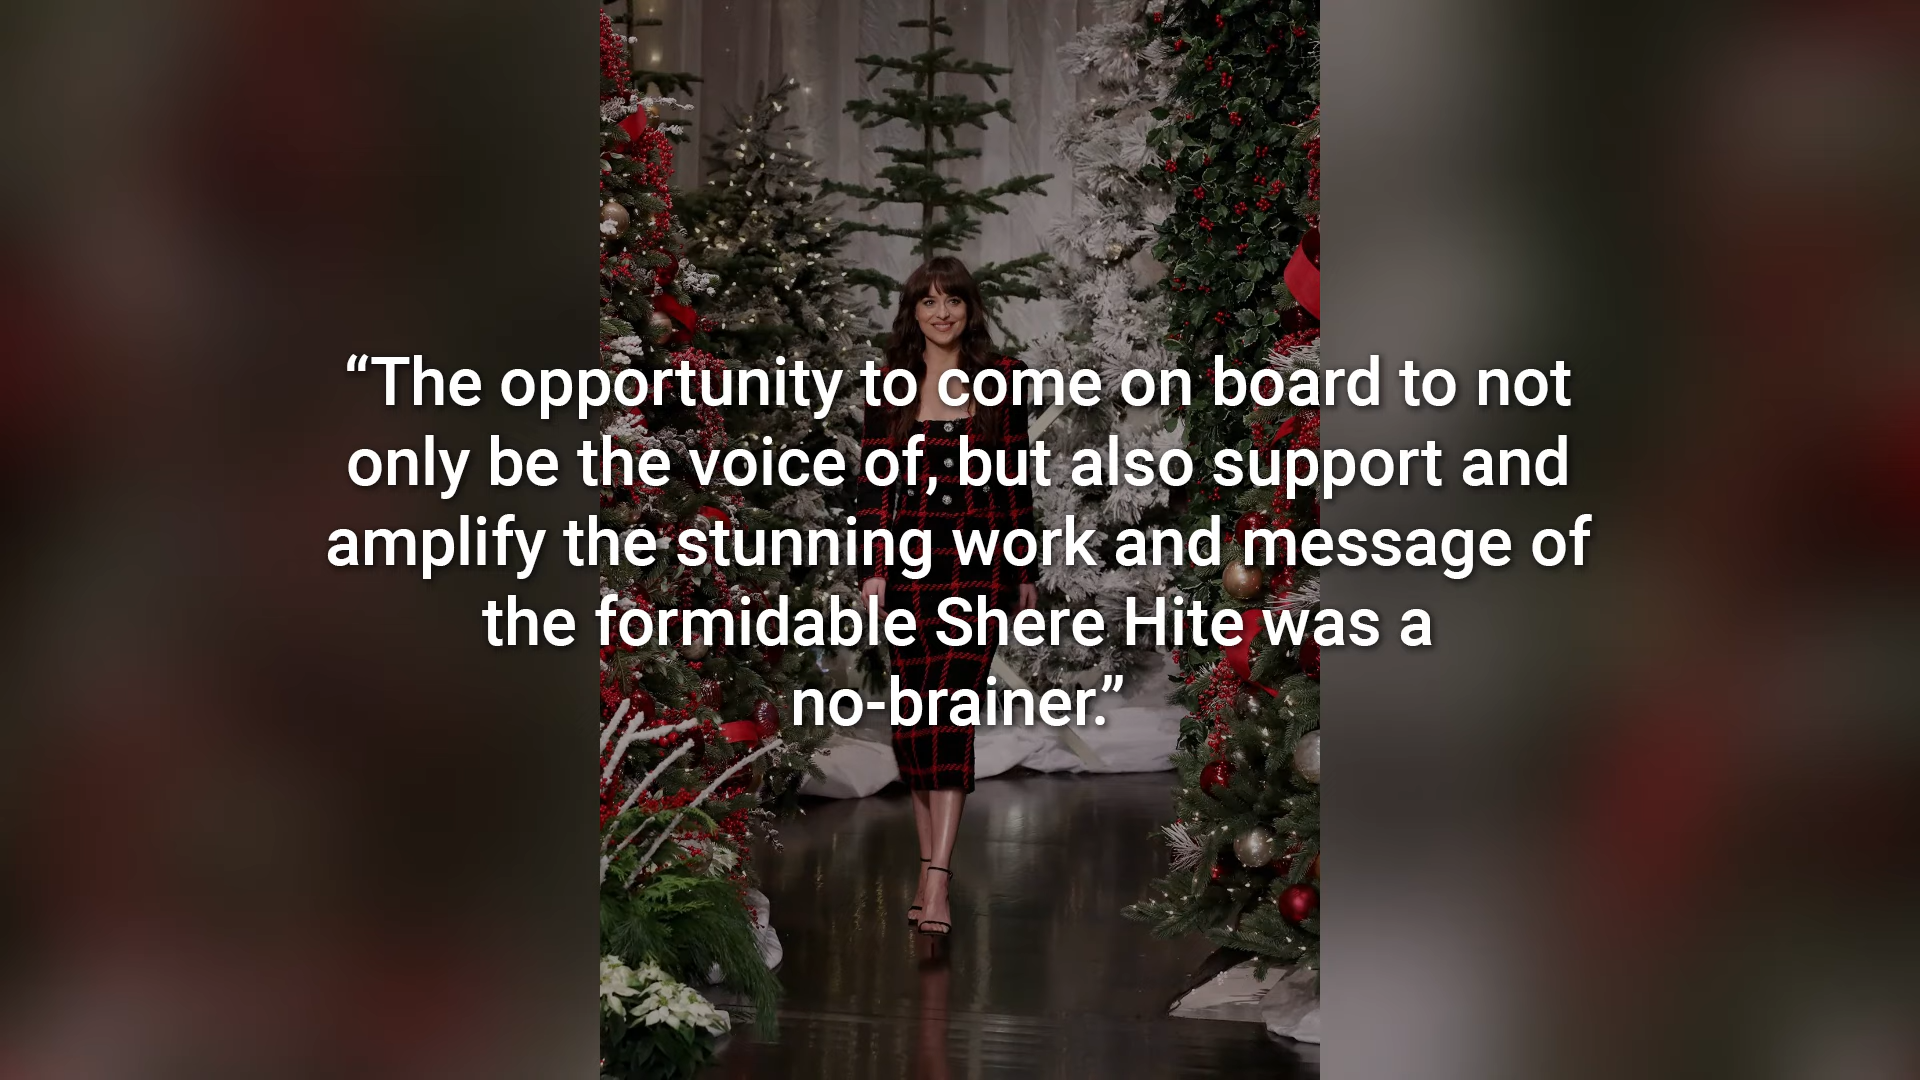 “The opportunity to come on board to not
only be the voice of, but also support and
amplify the stunning work and message of
the formidable Shere Hite was a
no-brainer.”